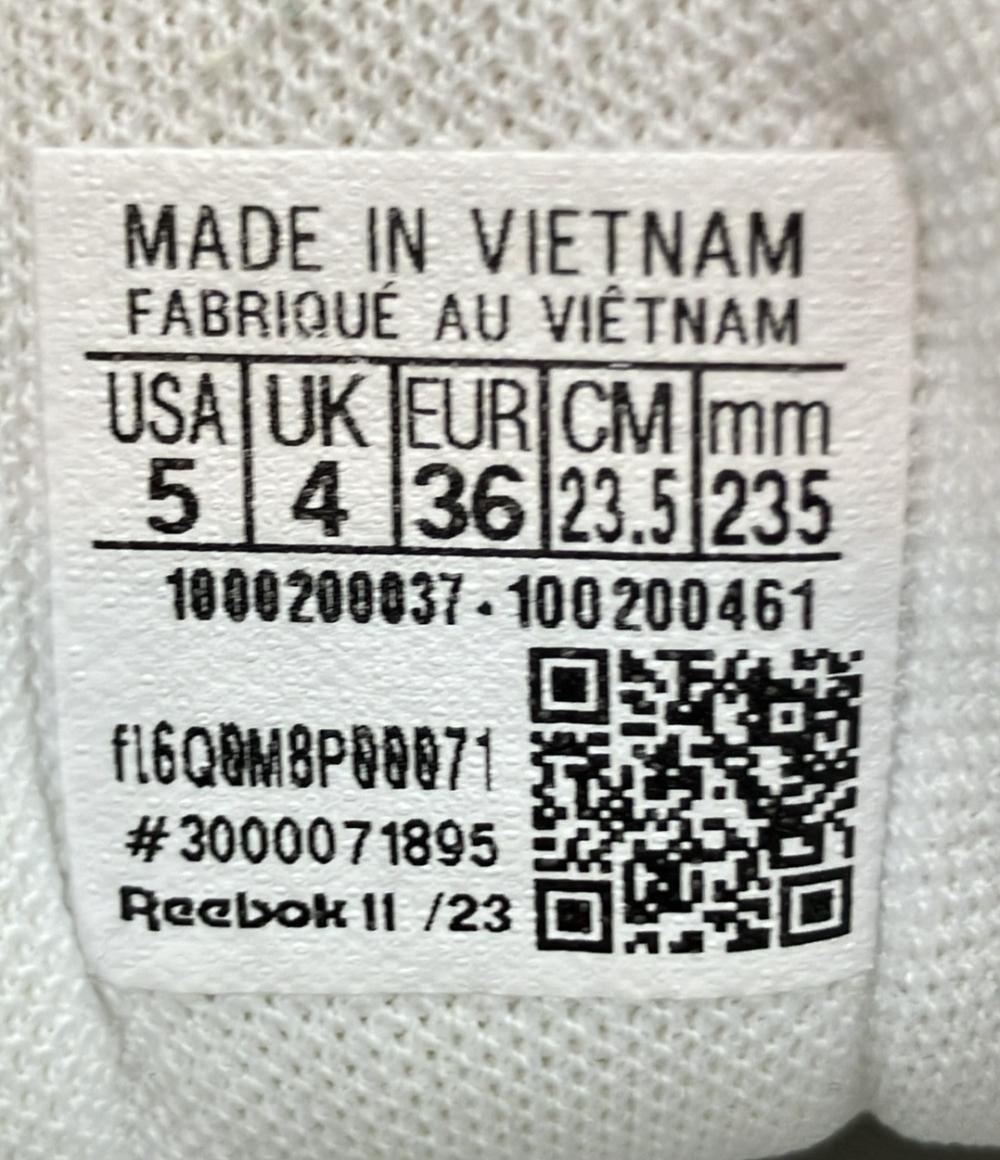 MADE IN VIETNAM
FABRIQUÉ AU VIÊTNAM
USA UK EUR CM mm
5 4 36 23.5 235
1000200037 · 100200461
fl6Q0M8P00071
#3000071895
Reebok 11 /23